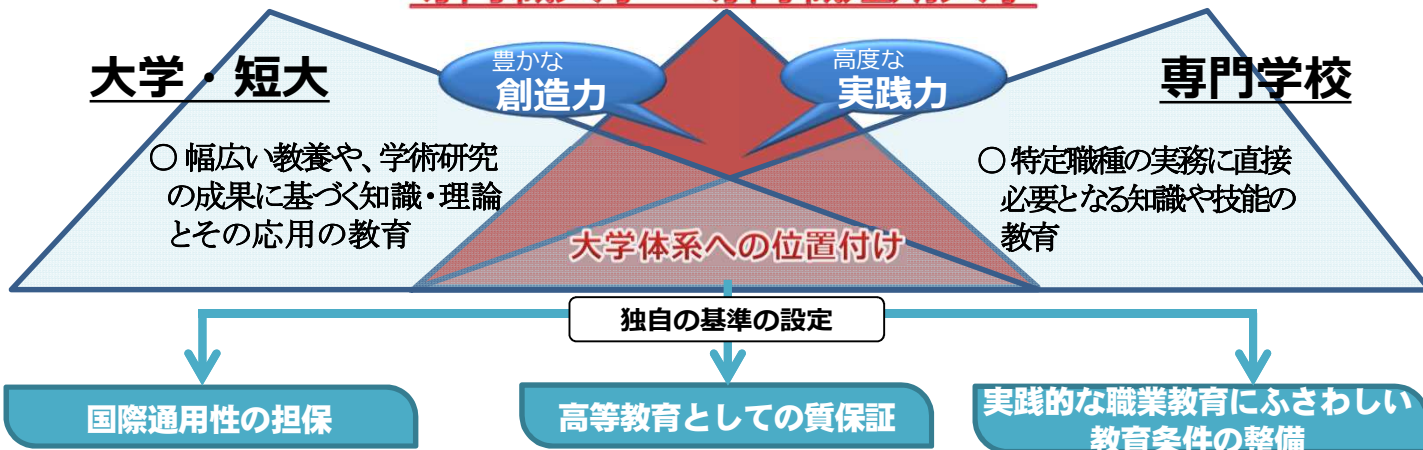 大学・短大
○ 幅広い教養や、学術研究
の成果に基づく知識・理論
とその応用の教育
豊かな
創造力
高度な
実践力
専門学校
○ 特定職種の実務に直接
必要となる知識や技能の
教育
大学体系への位置付け
独自の基準の設定
国際通用性の担保
高等教育としての質保証
実践的な職業教育にふさわしい
教育条件の整備